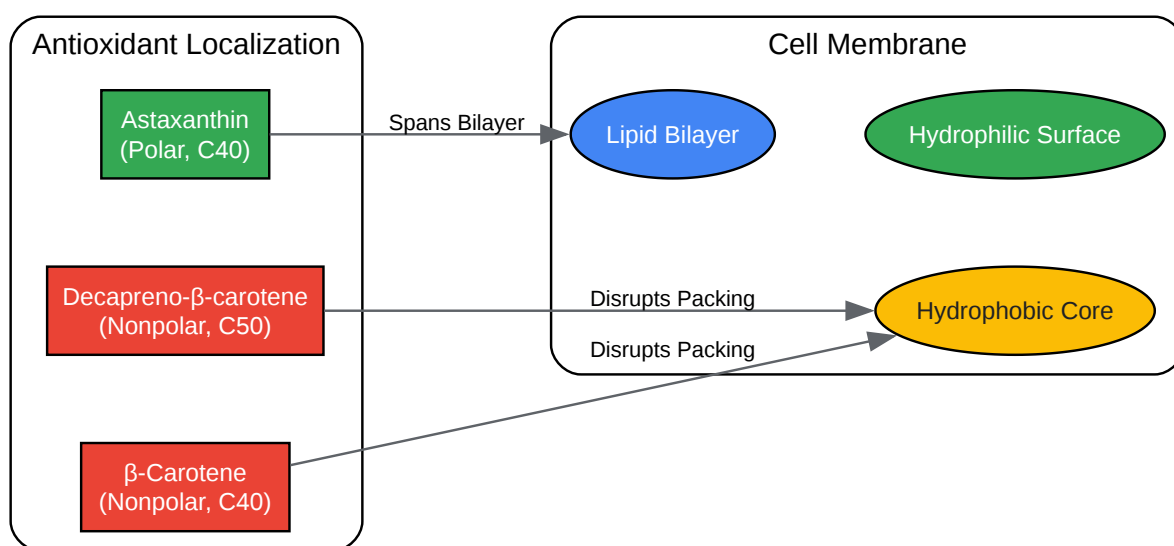 Antioxidant Localization
Cell Membrane
Astaxanthin
(Polar, C40)
Spans Bilayer
Lipid Bilayer
Hydrophilic Surface
Decapreno-β-carotene
(Nonpolar, C50)
Disrupts Packing
Hydrophobic Core
Disrupts Packing
β-Carotene
(Nonpolar, C40)